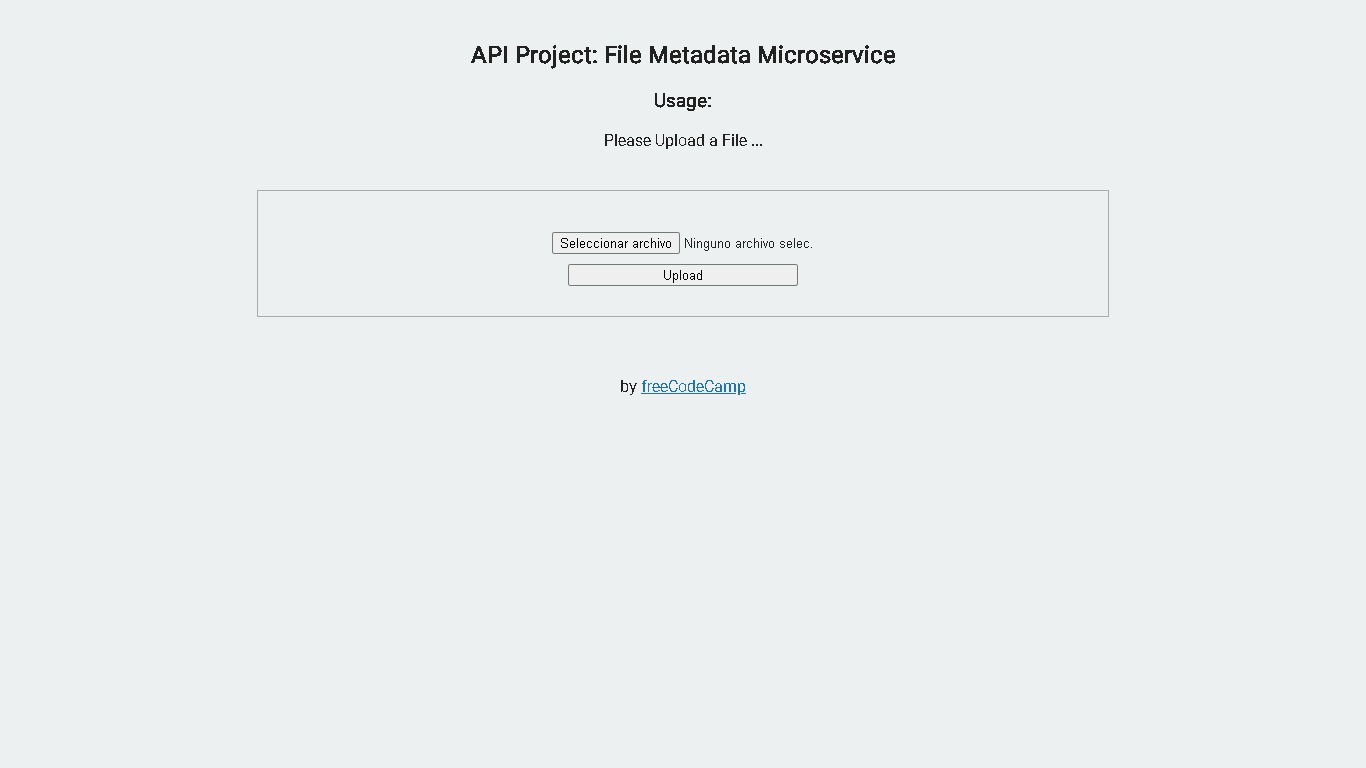 API Project: File Metadata Microservice
Usage:
Please Upload a File ...
Seleccionar archivo Ninguno archivo selec.
Upload
by freeCodeCamp